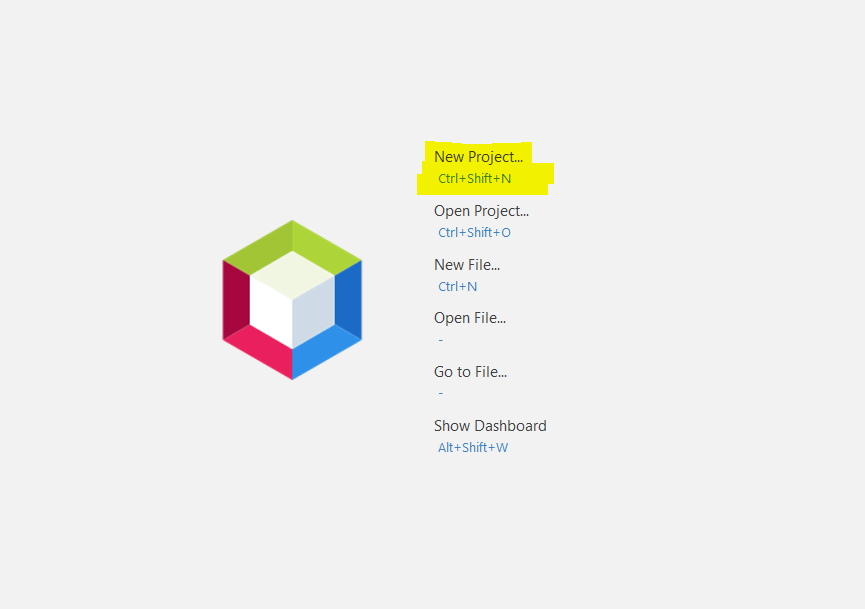 New Project...
Ctrl+Shift+N
Open Project...
Ctrl+Shift+O
New File...
Ctrl+N
Open File...
-
Go to File...
-
Show Dashboard
Alt+Shift+W